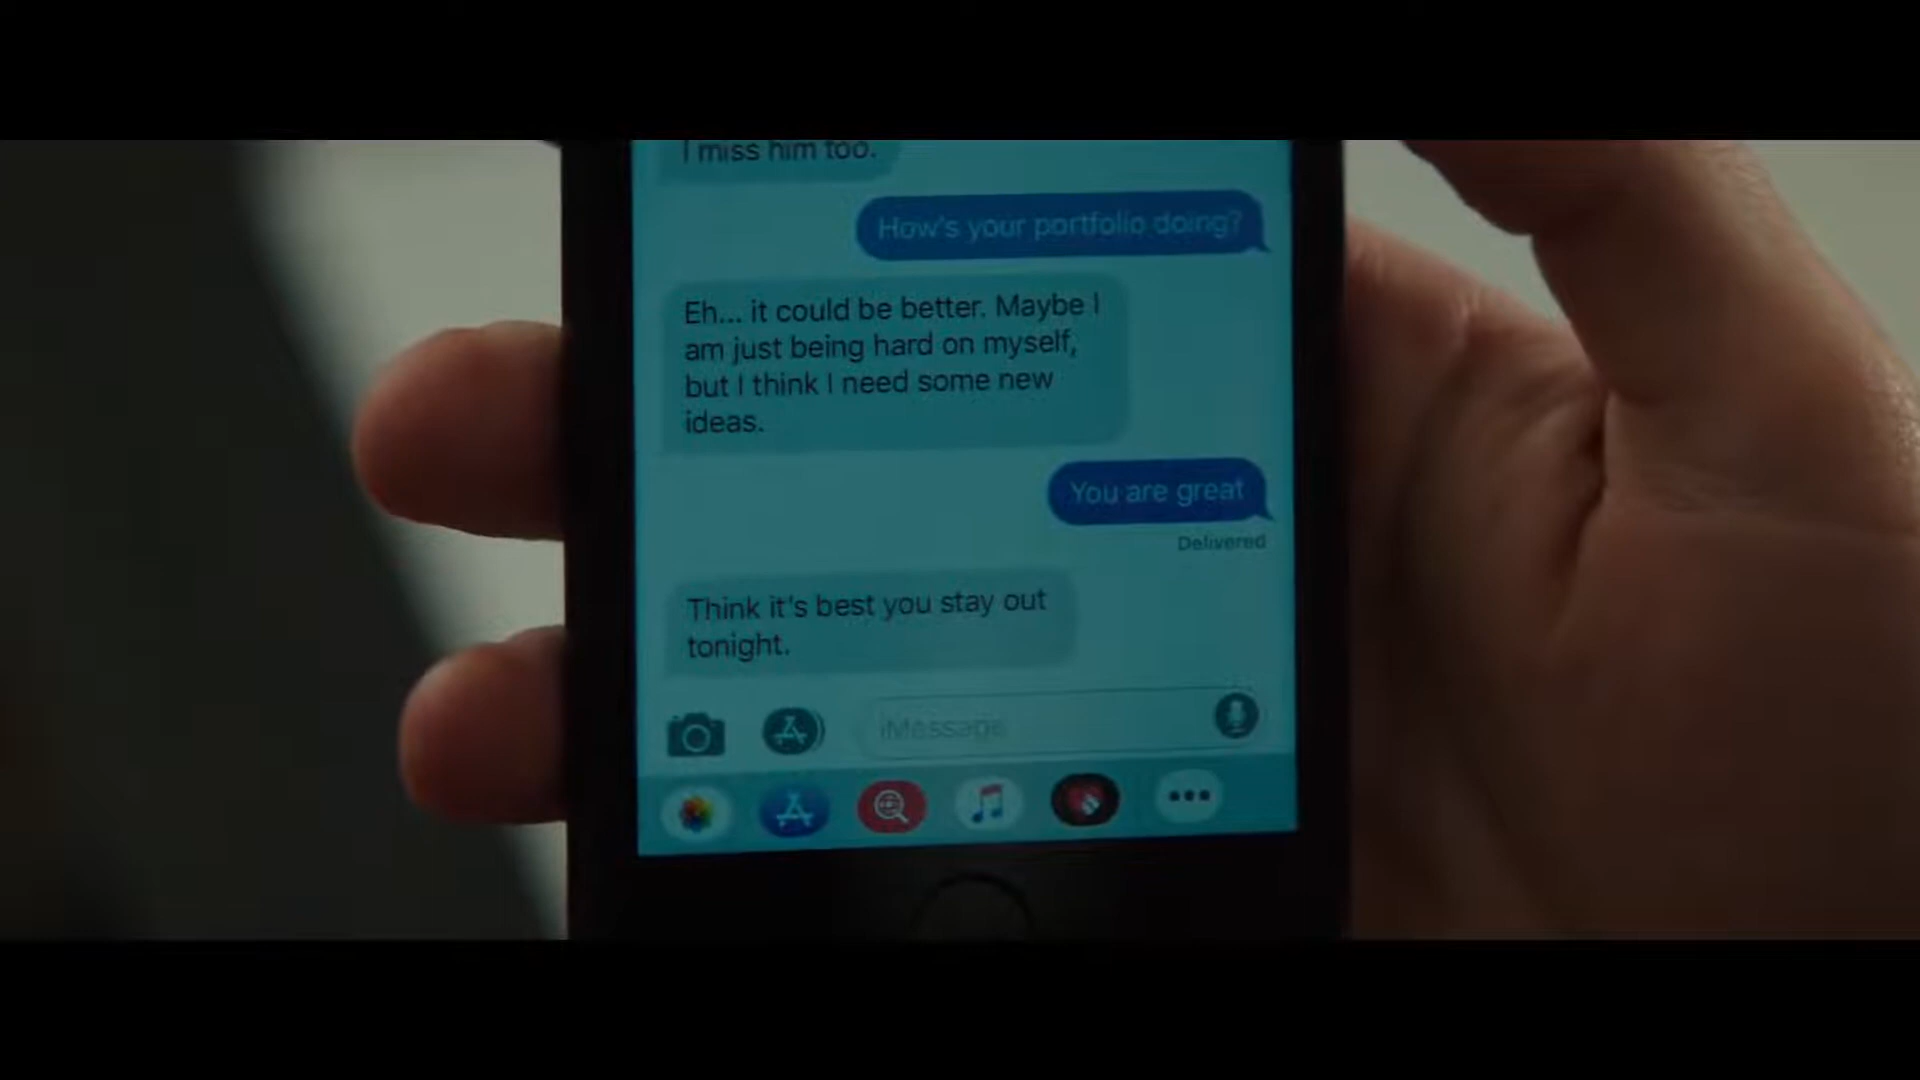 I miss him too.
How's your portfolio doing?
Eh... it could be better. Maybe I
am just being hard on myself,
but I think I need some new
ideas.
You are great
Delivered
Think it's best you stay out
tonight.
iMessage